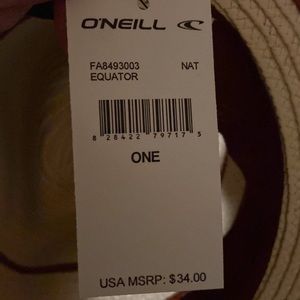 O'NEILL
FA8493003 NAT
EQUATOR
8 28422 79717 5
ONE
USA MSRP: $34.00